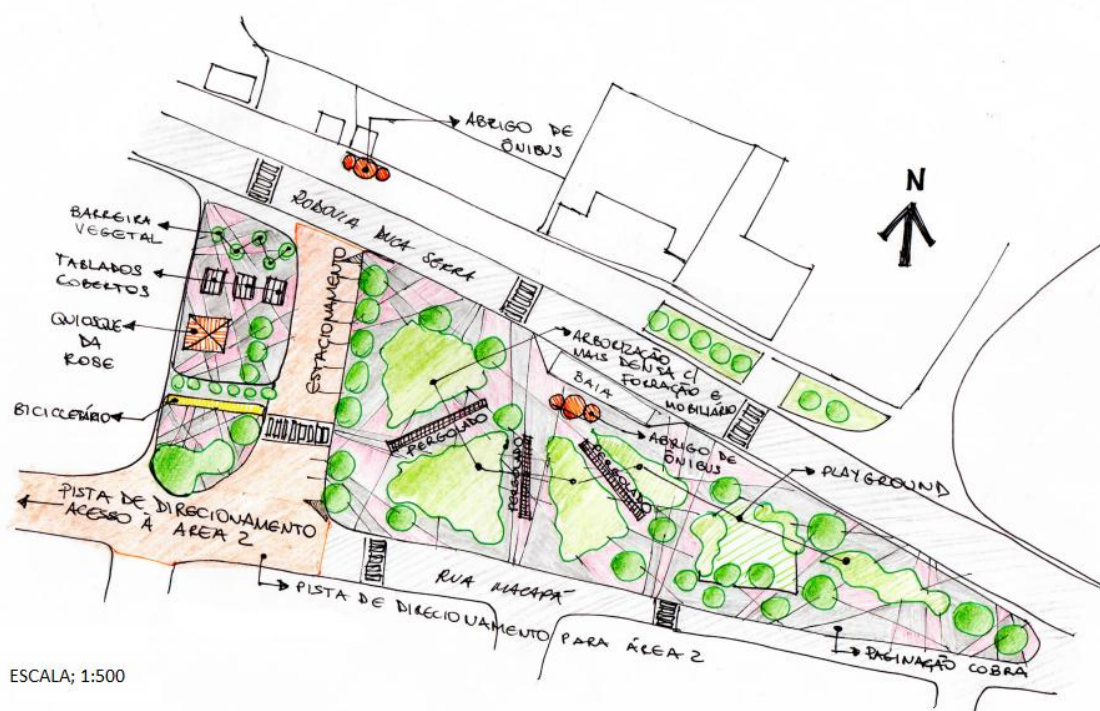 ABRIGO DE
ÔNIBUS
N
RODOVIA DUCA SERRA
BARREIRA
VEGETAL
TABLADOS
COBERTOS
QUIOSQUE
DA
ROSE
BICICLETÁRIO
ESTACIONAMENTO
ARBORIZAÇÃO
MAIS DENSA C/
FORRAÇÃO E
MOBILIÁRIO
BAIA
ABRIGO DE
ÔNIBUS
PERGOLADO
PERGOLADO
PERGOLADO
PLAYGROUND
PISTA DE DIRECIONAMENTO
ACESSO À ÁREA 2
RUA MACAPÁ
PISTA DE DIRECIONAMENTO PARA ÁREA 2
PAGINAÇÃO COBRA
ESCALA; 1:500